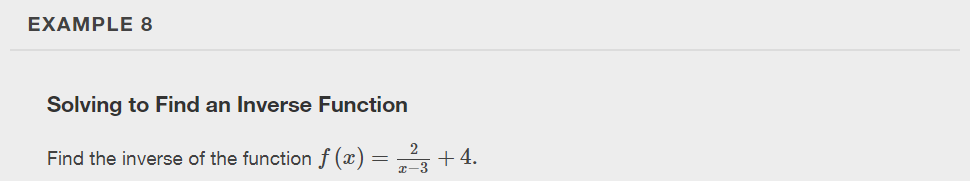 EXAMPLE 8
Solving to Find an Inverse Function
Find the inverse of the function f (x) = 2/(x−3) + 4.